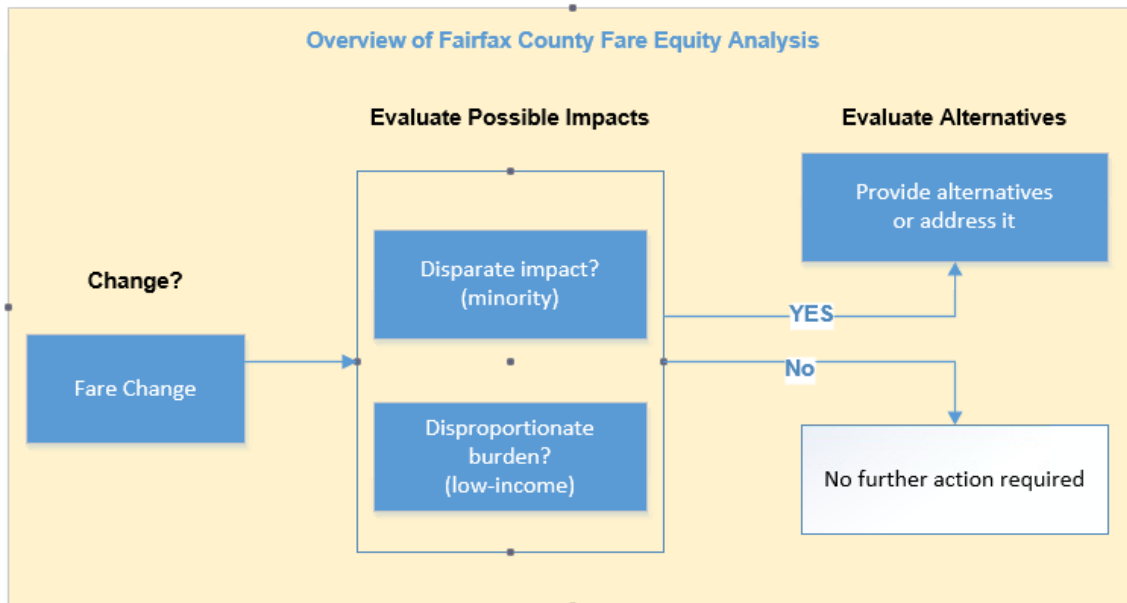 Overview of Fairfax County Fare Equity Analysis
Change?
Fare Change
Evaluate Possible Impacts
Disparate impact?
(minority)
Disproportionate
burden?
(low-income)
YES
No
Evaluate Alternatives
Provide alternatives
or address it
No further action required